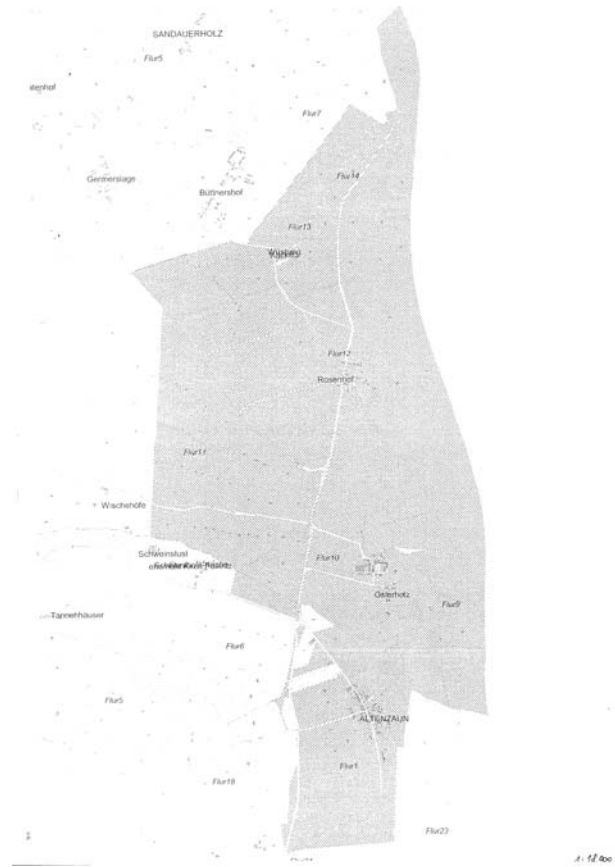 SANDAUERHOLZ
Flur5
Flur7
Germerslage
Flur14
Büttnershof
Flur13
Flur12
Rosenhof
Flur11
Wischehöfe
Schweinslust
Flur10
Osterholz
Flur9
Tannenhäuser
Flur6
Flur5
ALTENZAUN
Flur1
Flur18
Flur23